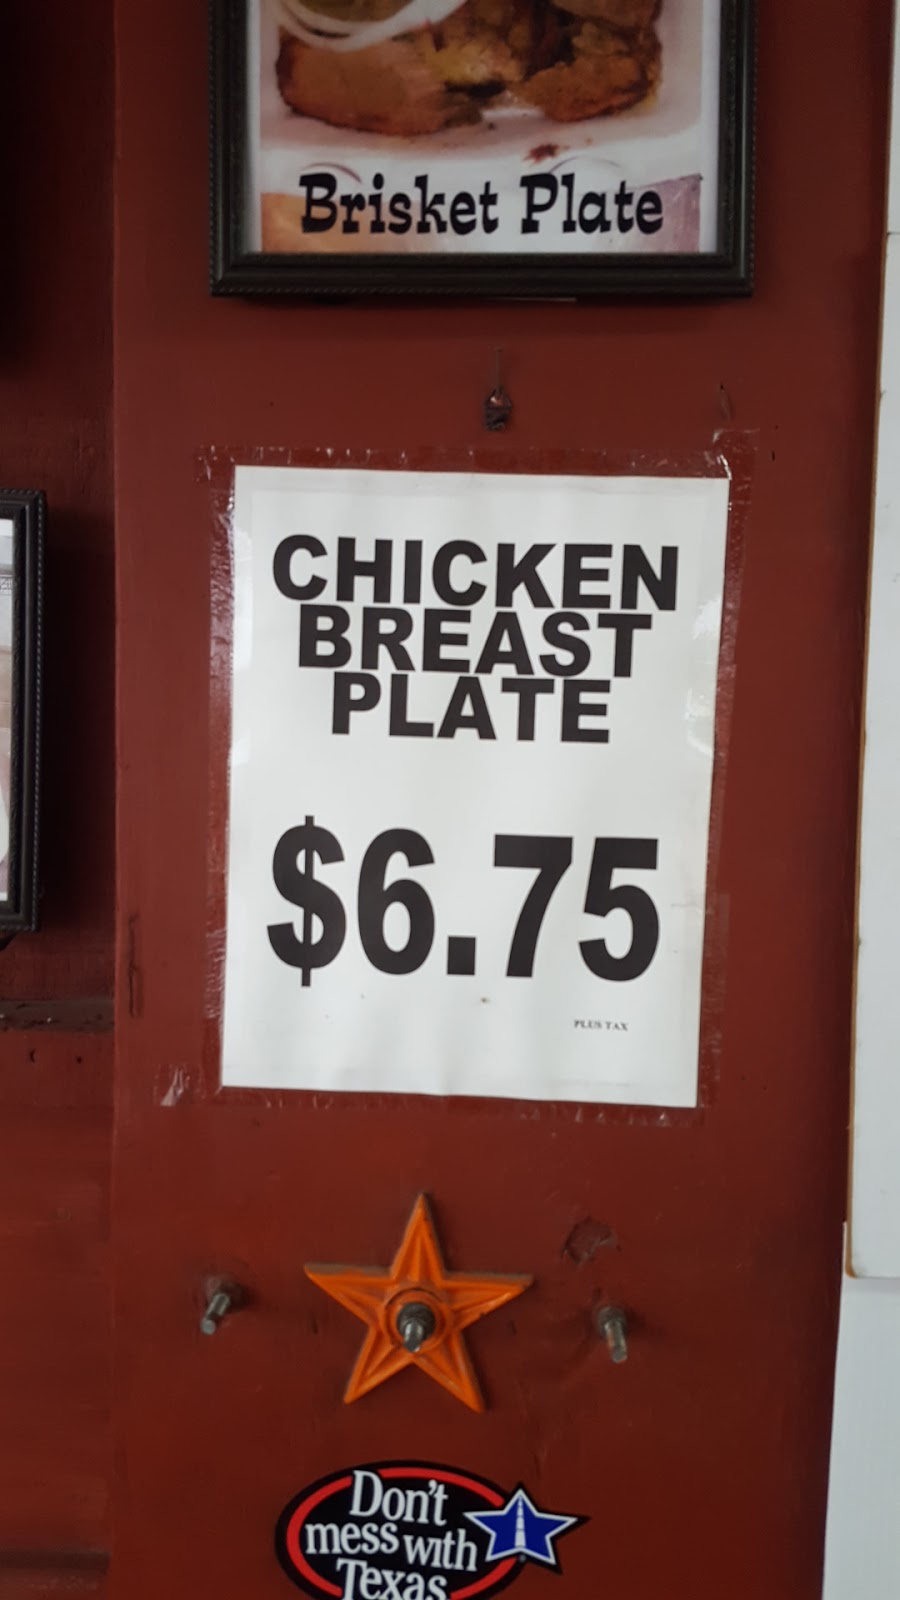 Brisket Plate
CHICKEN
BREAST
PLATE
$6.75
PLUS TAX
Don't
mess with
Texas